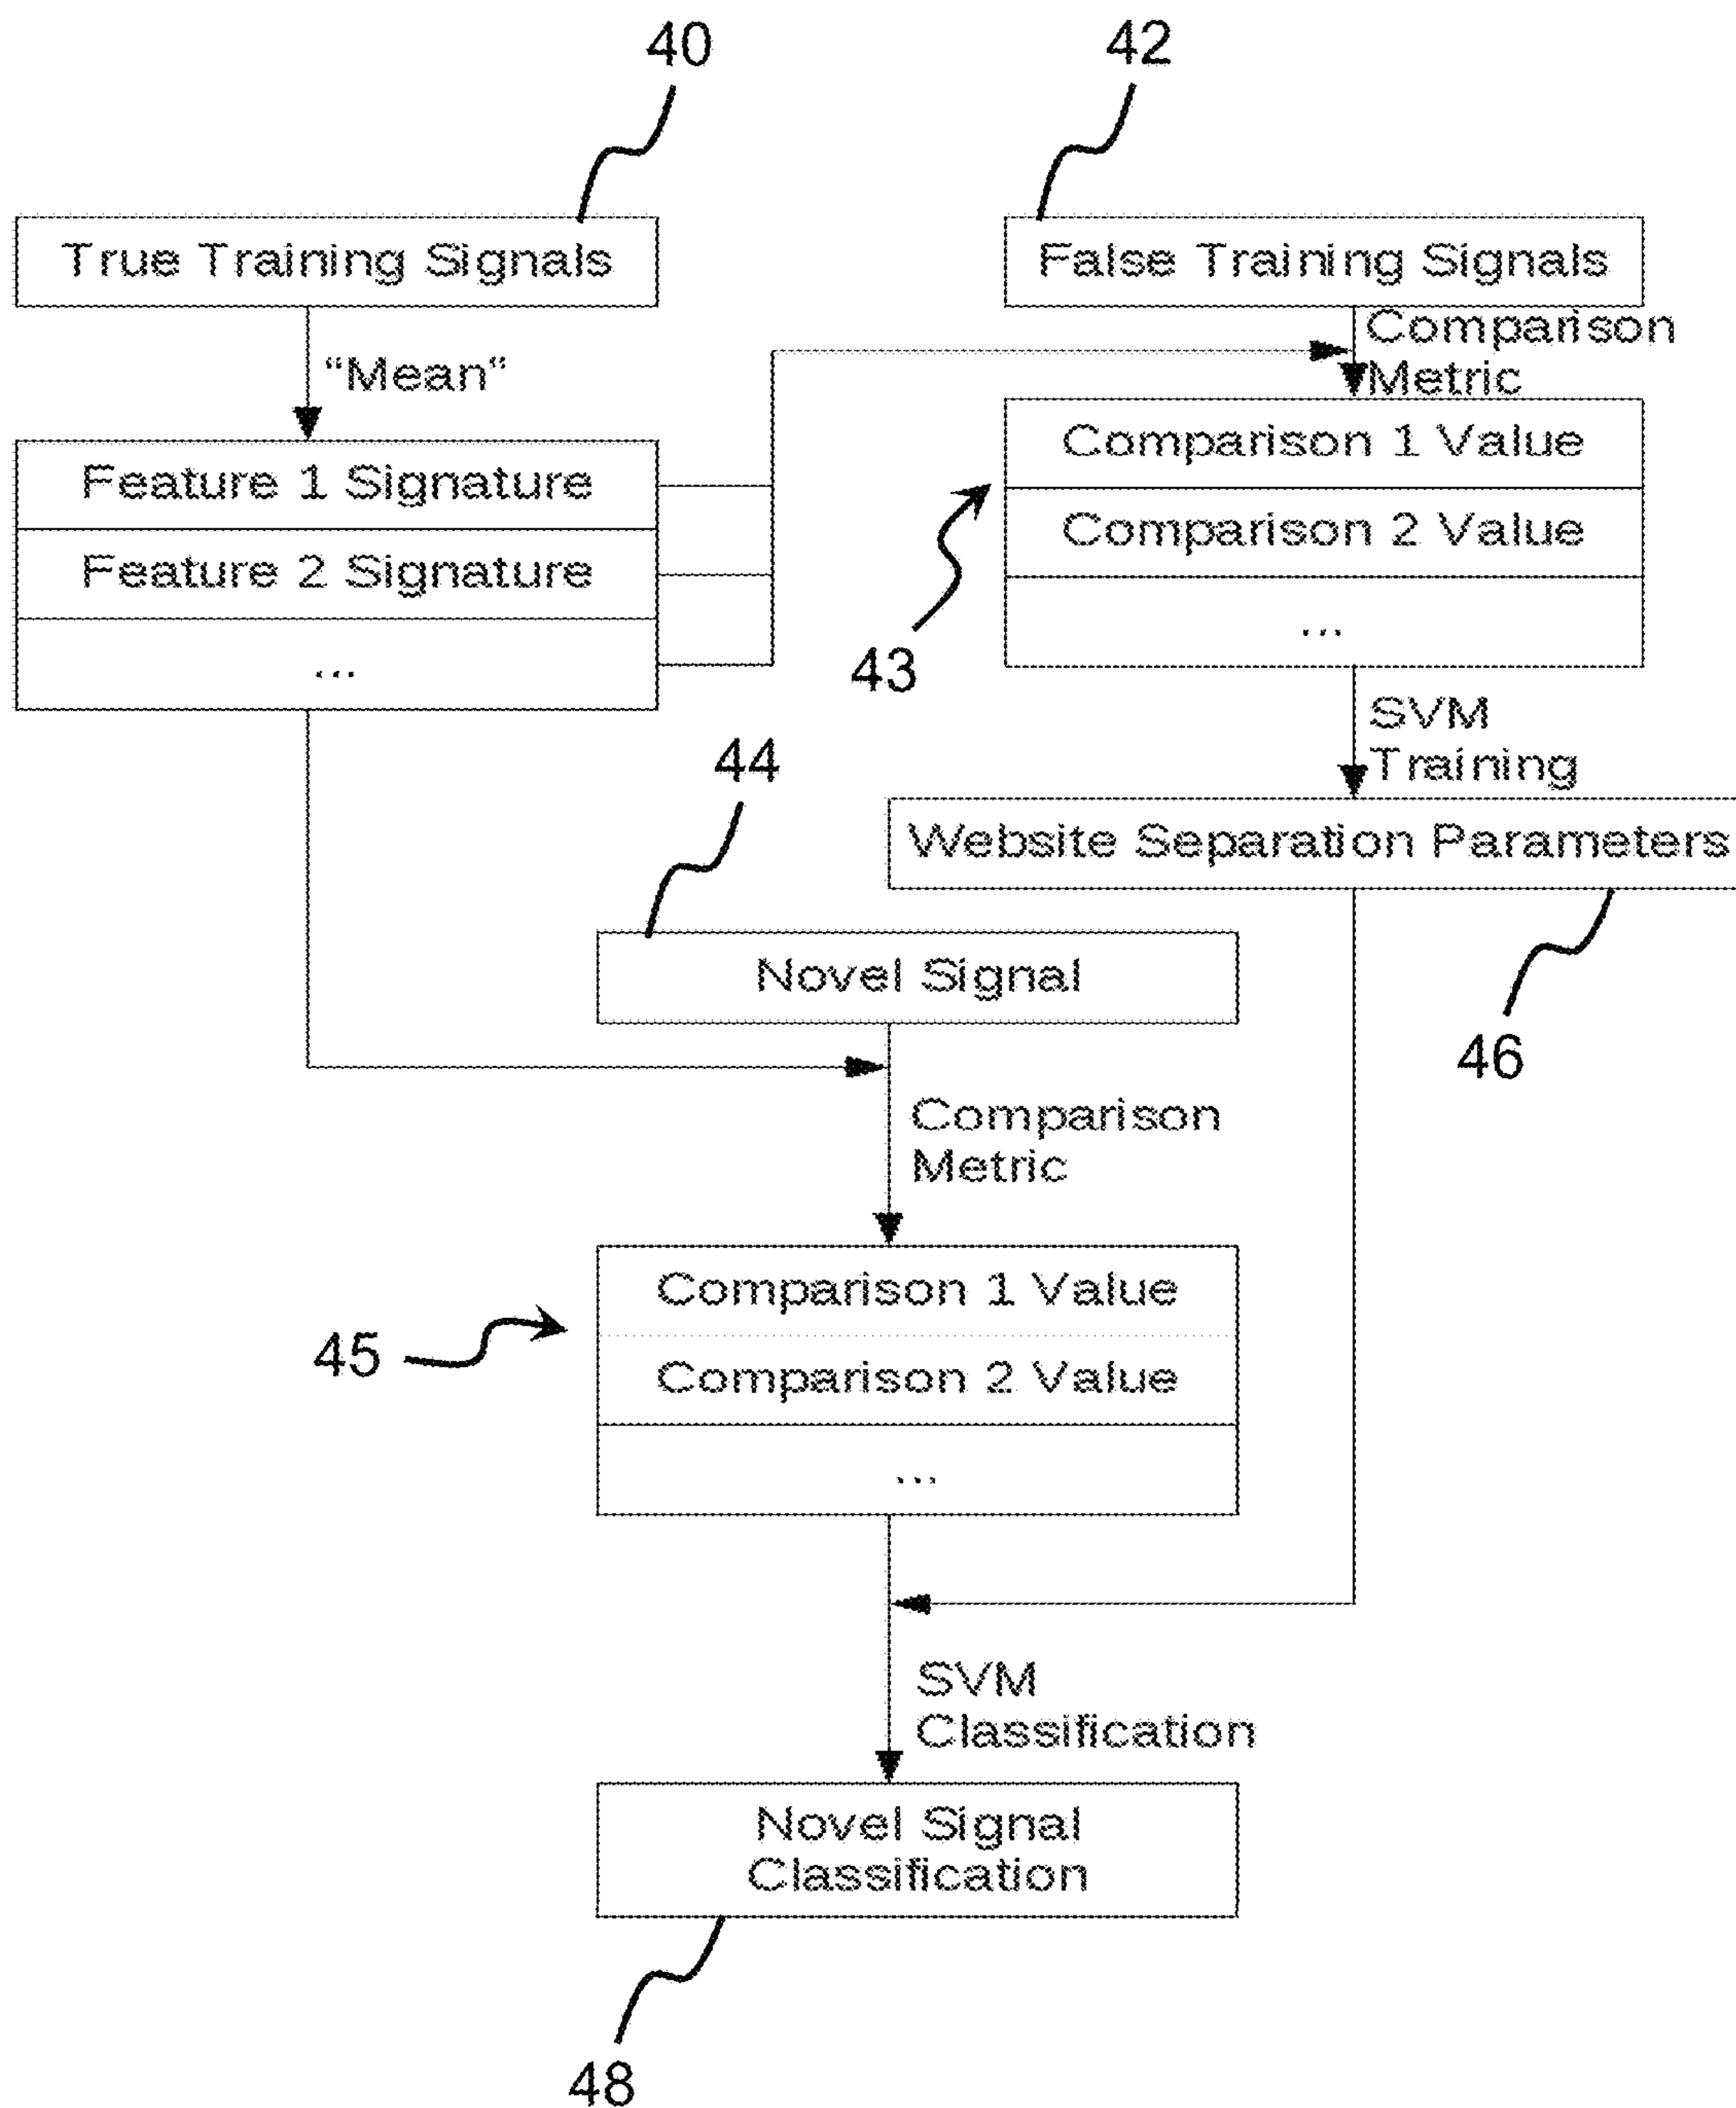 40
42
True Training Signals
False Training Signals
“Mean“
Comparison
Metric
Feature 1 Signature
Feature 2 Signature
...
Comparison 1 Value
Comparison 2 Value
...
43
SVM
Training
44
Website Separation Parameters
Novel Signal
46
Comparison
Metric
Comparison 1 Value
Comparison 2 Value
...
45
SVM
Classification
Novel Signal
Classification
48